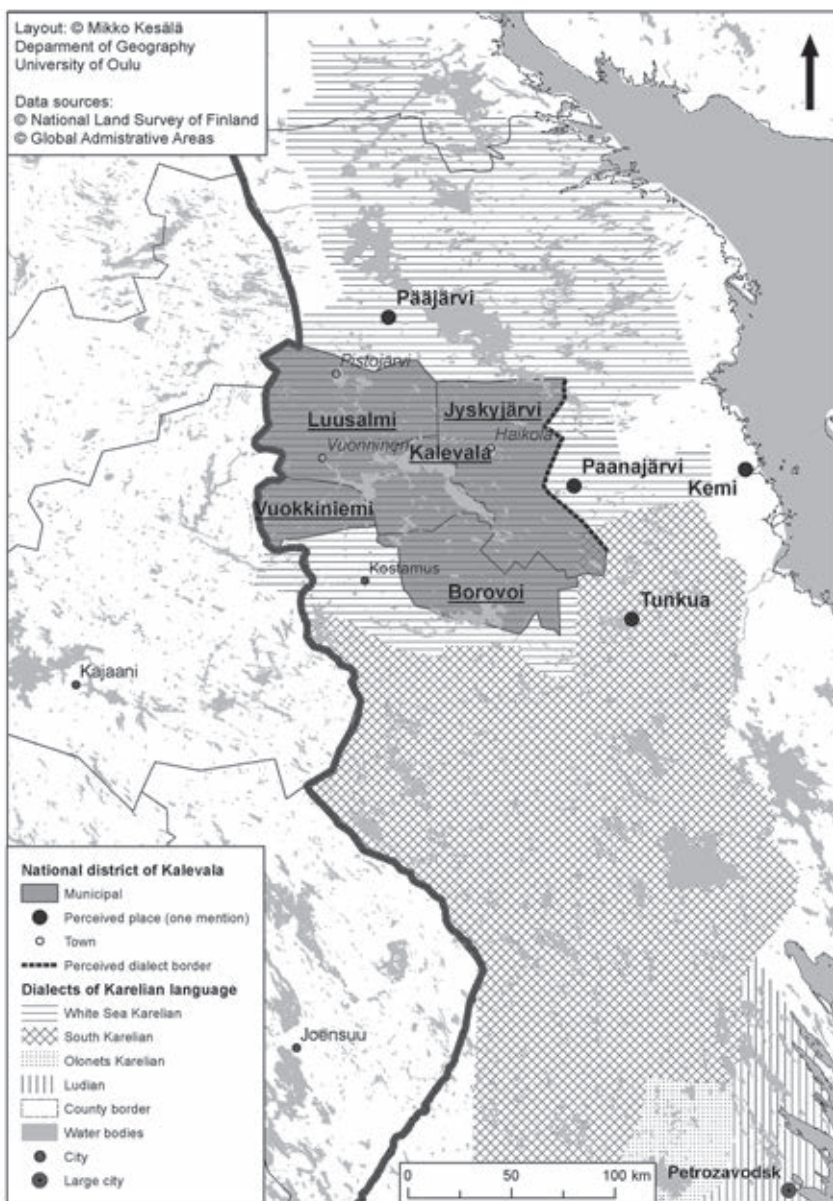 Layout: © Mikko Kesälä
Deparment of Geography
University of Oulu
Data sources:
© National Land Survey of Finland
© Global Admistrative Areas
Pääjärvi
Pistojärvi
Luusalmi
Jyskyjärvi
Vuonninen
Kalevala
Haikola
Paanajärvi
Kemi
Vuokkiniemi
Kostamus
Borovoi
Tunkua
Kajaani
National district of Kalevala
Municipal
Perceived place (one mention)
Town
Perceived dialect border
Dialects of Karelian language
White Sea Karelian
South Karelian
Olonets Karelian
Ludian
County border
Water bodies
City
Large city
Joensuu
Petrozavodsk
0 50 100 km